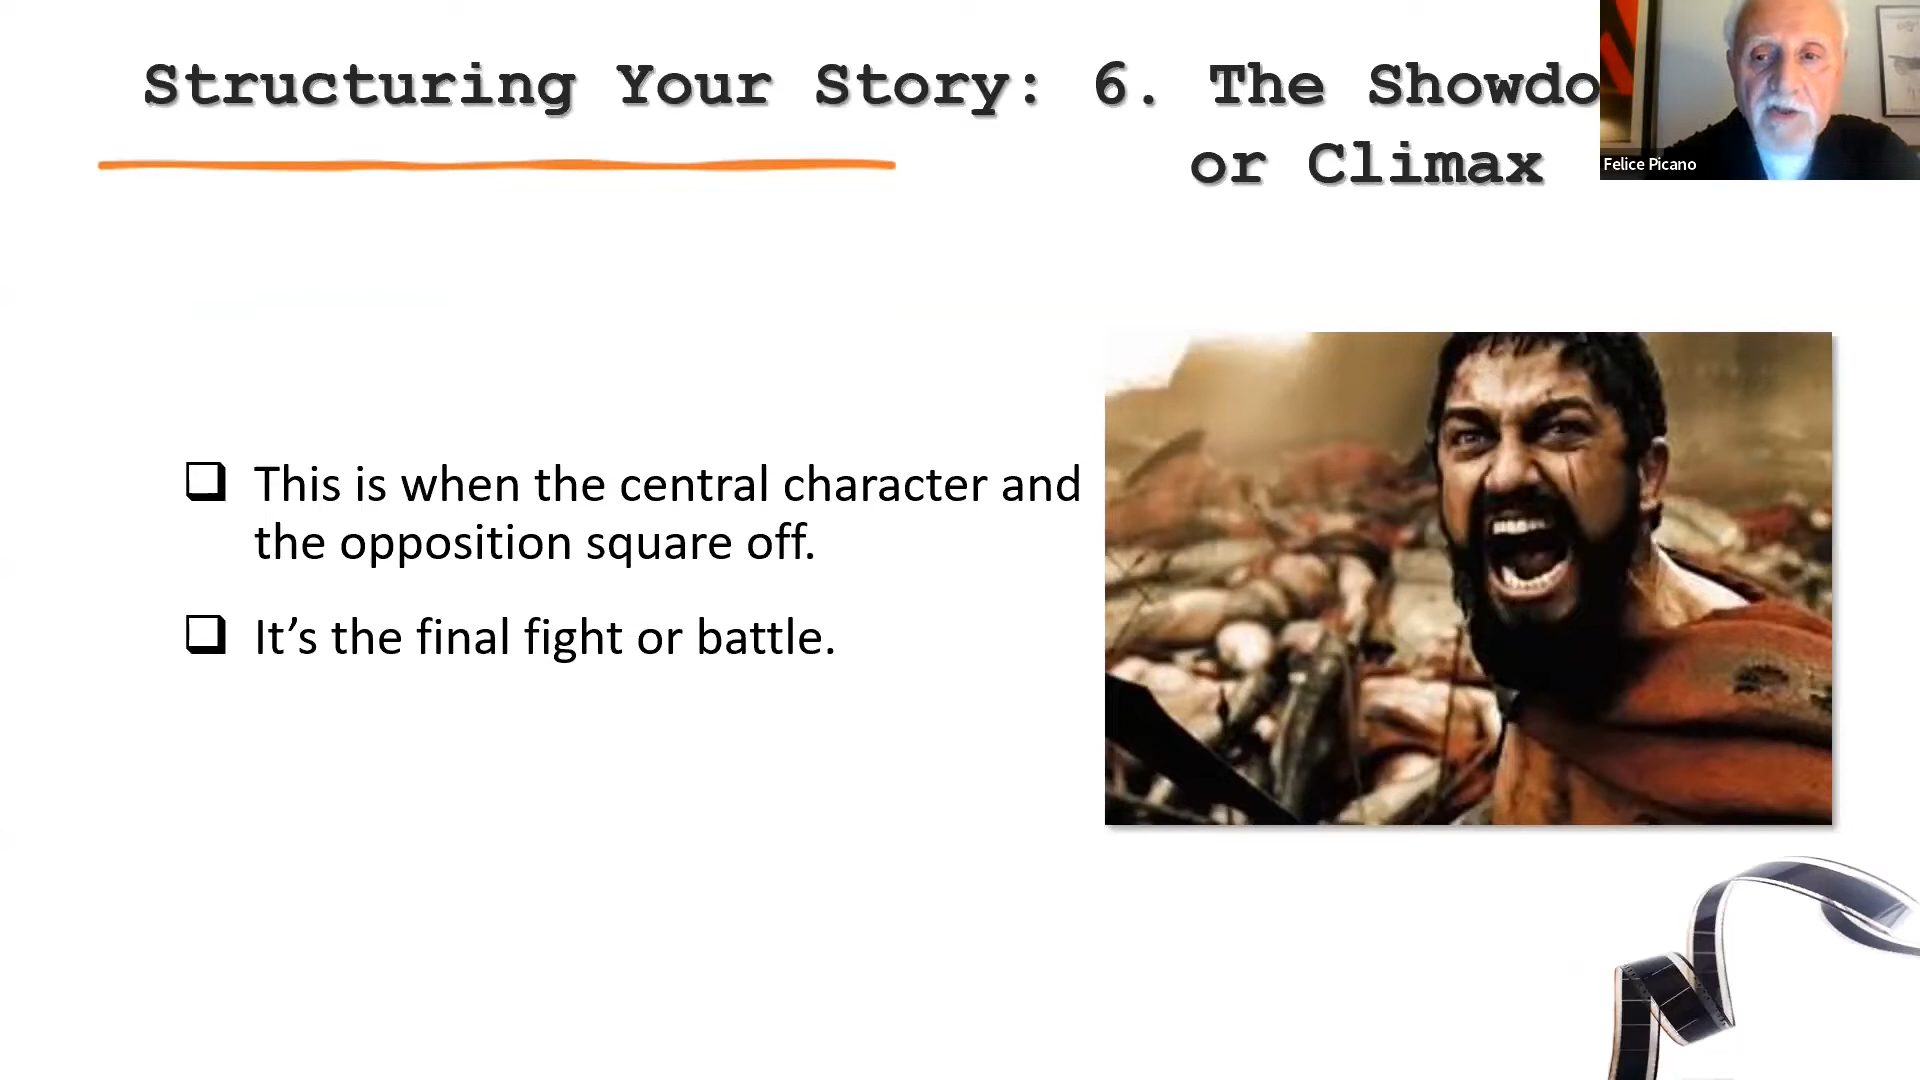 Structuring Your Story: 6. The Showdo
or Climax
Felice Picano
This is when the central character and
the opposition square off.
It’s the final fight or battle.